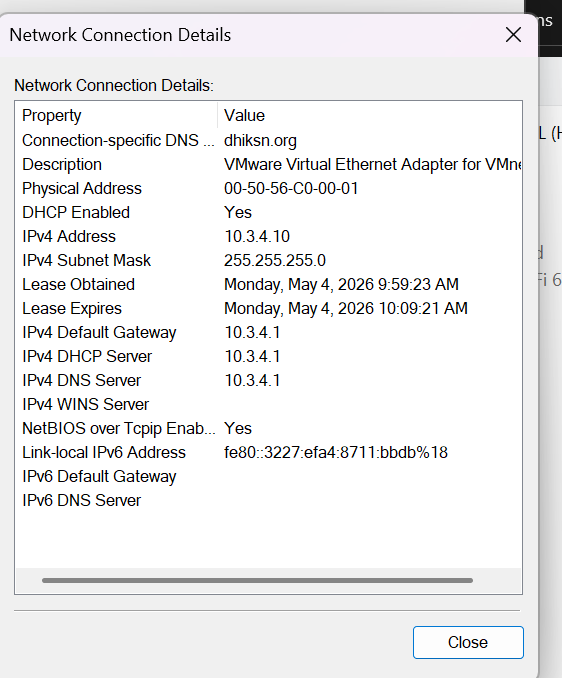 Network Connection Details
ns
Network Connection Details:
Property Value
Connection-specific DNS ... dhiksn.org
Description VMware Virtual Ethernet Adapter for VMne
Physical Address 00-50-56-C0-00-01
DHCP Enabled Yes
IPv4 Address 10.3.4.10
IPv4 Subnet Mask 255.255.255.0
Lease Obtained Monday, May 4, 2026 9:59:23 AM
Lease Expires Monday, May 4, 2026 10:09:21 AM
IPv4 Default Gateway 10.3.4.1
IPv4 DHCP Server 10.3.4.1
IPv4 DNS Server 10.3.4.1
IPv4 WINS Server
NetBIOS over Tcpip Enab... Yes
Link-local IPv6 Address fe80::3227:efa4:8711:bbdb%18
IPv6 Default Gateway
IPv6 DNS Server
L (H
d
Fi 6
Close